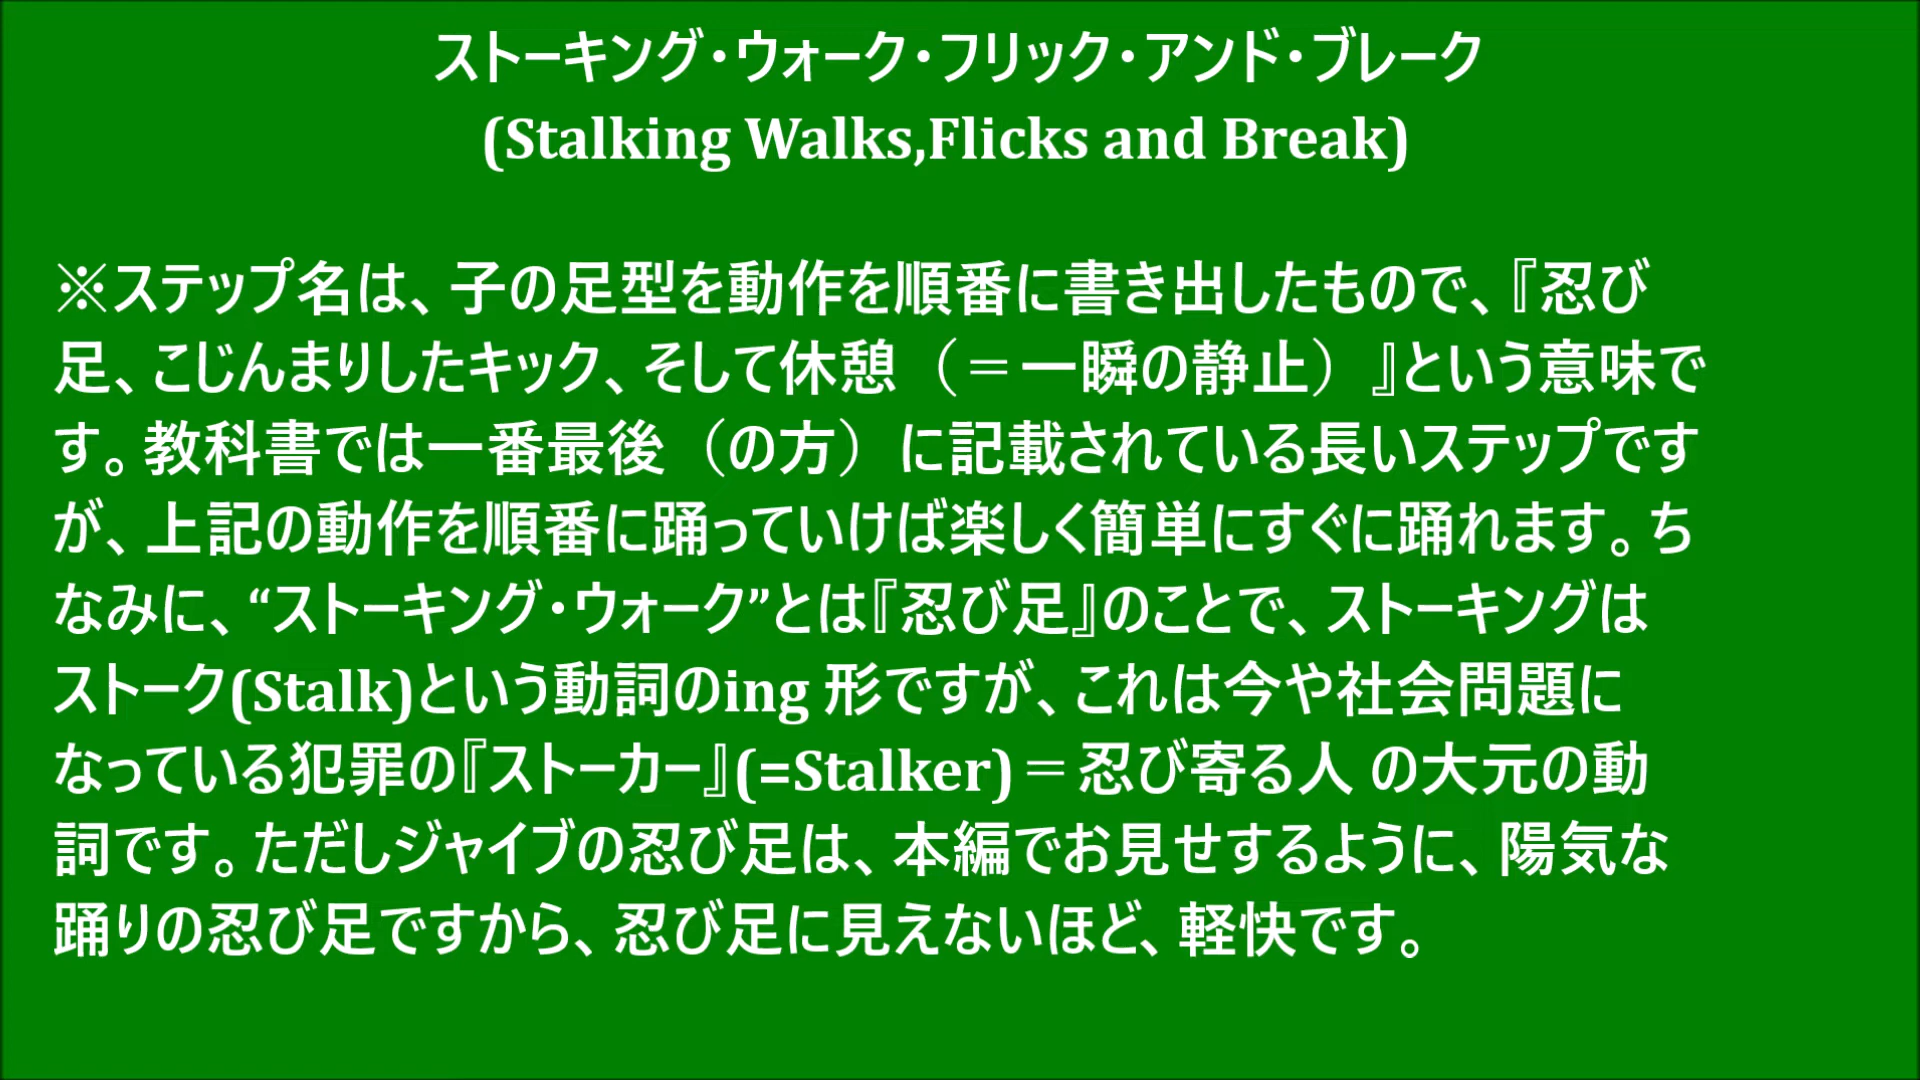 ストーキング・ウォーク・フリック・アンド・ブレーク
(Stalking Walks,Flicks and Break)
※ステップ名は、子の足型を動作を順番に書き出したもので、『忍び
足、こじんまりしたキック、そして休憩（＝一瞬の静止）』という意味で
す。教科書では一番最後（の方）に記載されている長いステップです
が、上記の動作を順番に踊っていけば楽しく簡単にすぐに踊れます。ち
なみに、“ストーキング・ウォーク”とは『忍び足』のことで、ストーキングは
ストーク(Stalk)という動詞のing 形ですが、これは今や社会問題に
なっている犯罪の『ストーカー』(=Stalker)＝忍び寄る人 の大元の動
詞です。ただしジャイブの忍び足は、本編でお見せするように、陽気な
踊りの忍び足ですから、忍び足に見えないほど、軽快です。